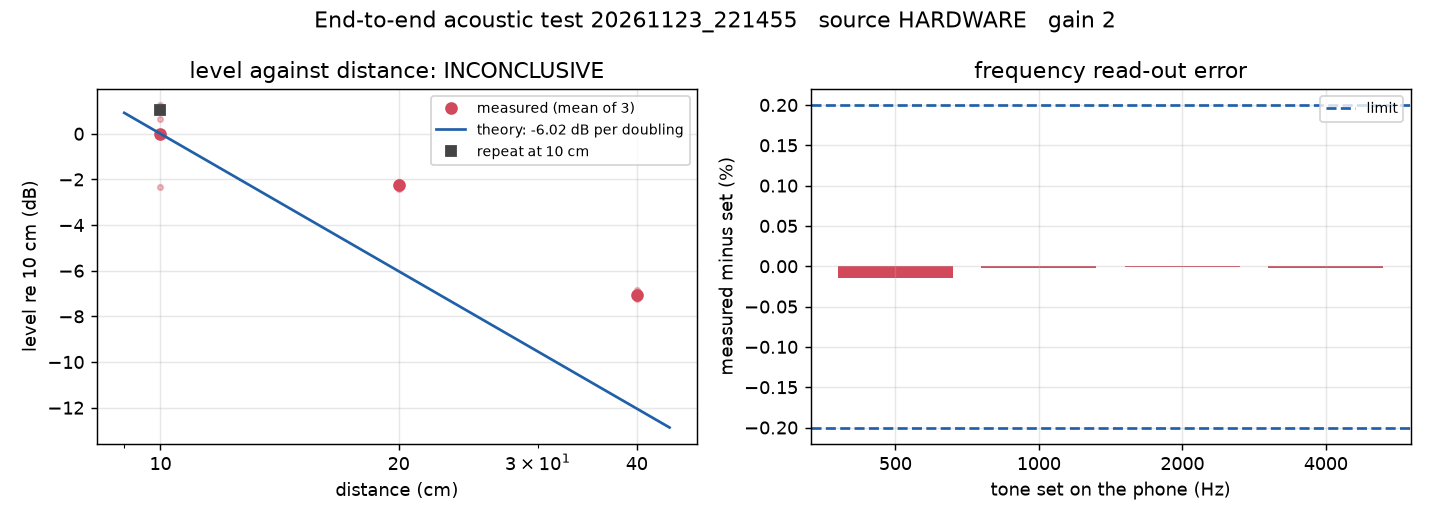 End-to-end acoustic test 20261123_221455   source HARDWARE   gain 2
level against distance: INCONCLUSIVE
measured (mean of 3)
theory: -6.02 dB per doubling
repeat at 10 cm
level re 10 cm (dB)
0
−2
−4
−6
−8
−10
−12
10
20
3 × 10¹
40
distance (cm)
frequency read-out error
limit
measured minus set (%)
0.20
0.15
0.10
0.05
0.00
−0.05
−0.10
−0.15
−0.20
500
1000
2000
4000
tone set on the phone (Hz)